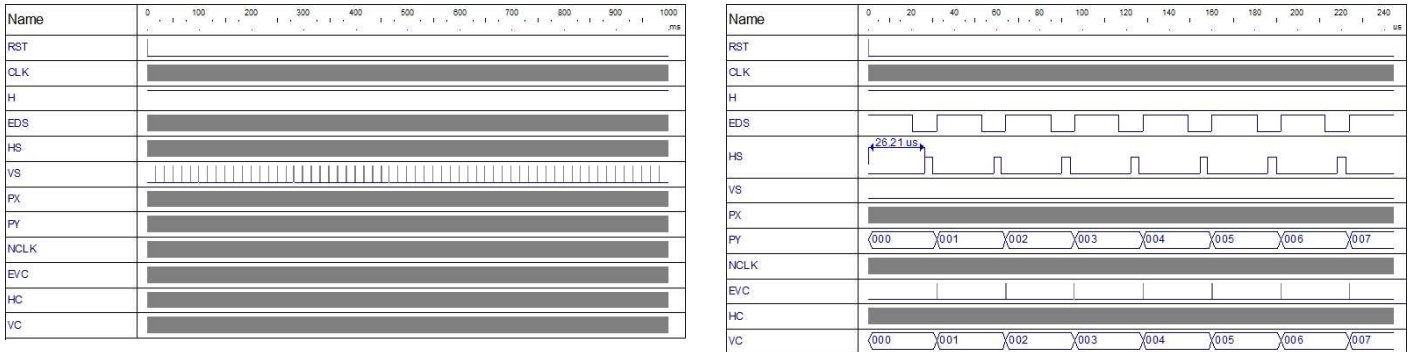 Name 0 100 200 300 400 500 600 700 800 900 1000 ms
RST
CLK
H
EDS
HS
VS
PX
PY
NCLK
EVC
HC
VC
Name 0 20 40 60 80 100 120 140 160 180 200 220 240 us
RST
CLK
H
EDS
HS 26.21 us
VS
PX
PY 000 001 002 003 004 005 006 007
NCLK
EVC
HC
VC 000 001 002 003 004 005 006 007